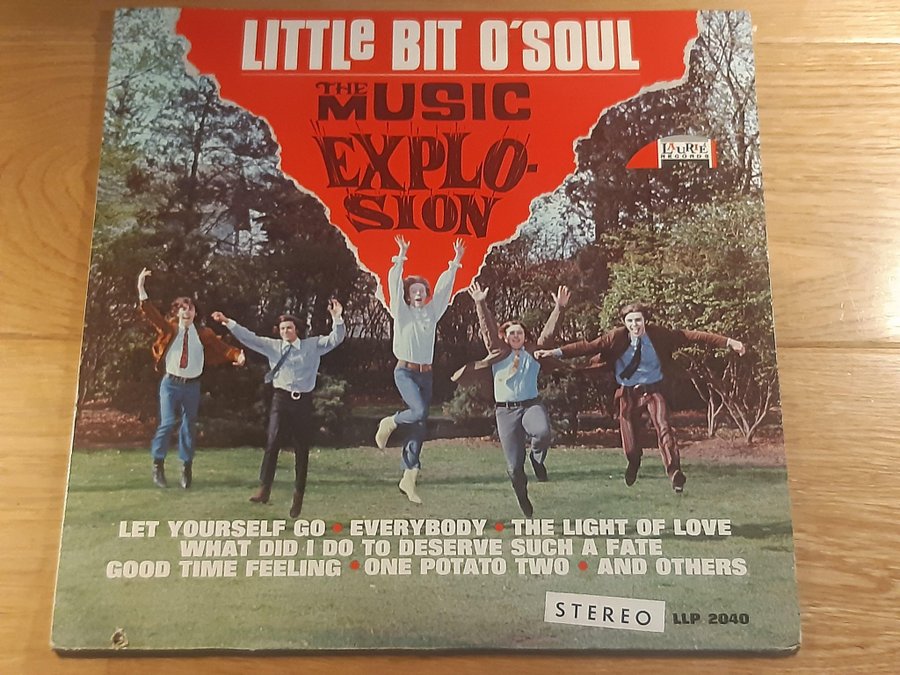 LITTLe BIT O'SOUL
THE
MUSIC
EXPLO-
SION
LAURIE
RECORDS
LET YOURSELF GO • EVERYBODY • THE LIGHT OF LOVE
WHAT DID I DO TO DESERVE SUCH A FATE
GOOD TIME FEELING • ONE POTATO TWO • AND OTHERS
STEREO
LLP 2040